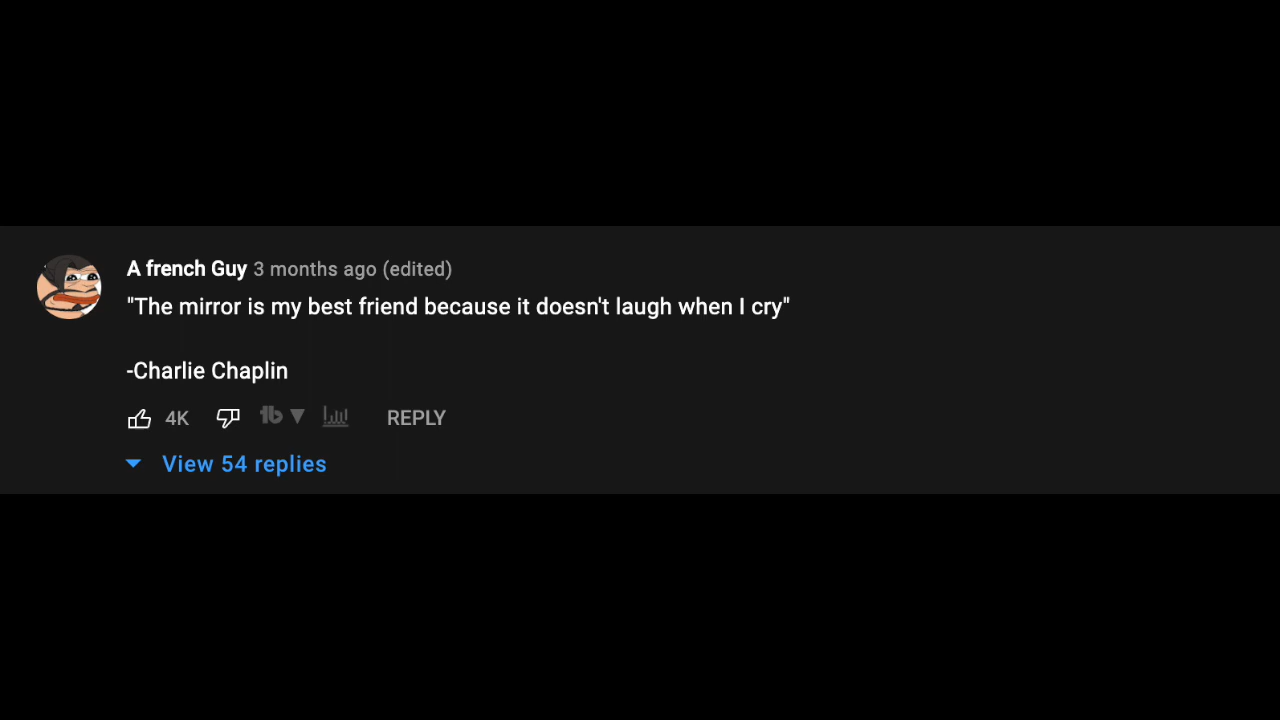 A french Guy 3 months ago (edited)
"The mirror is my best friend because it doesn't laugh when I cry"
-Charlie Chaplin
4K tb REPLY
View 54 replies